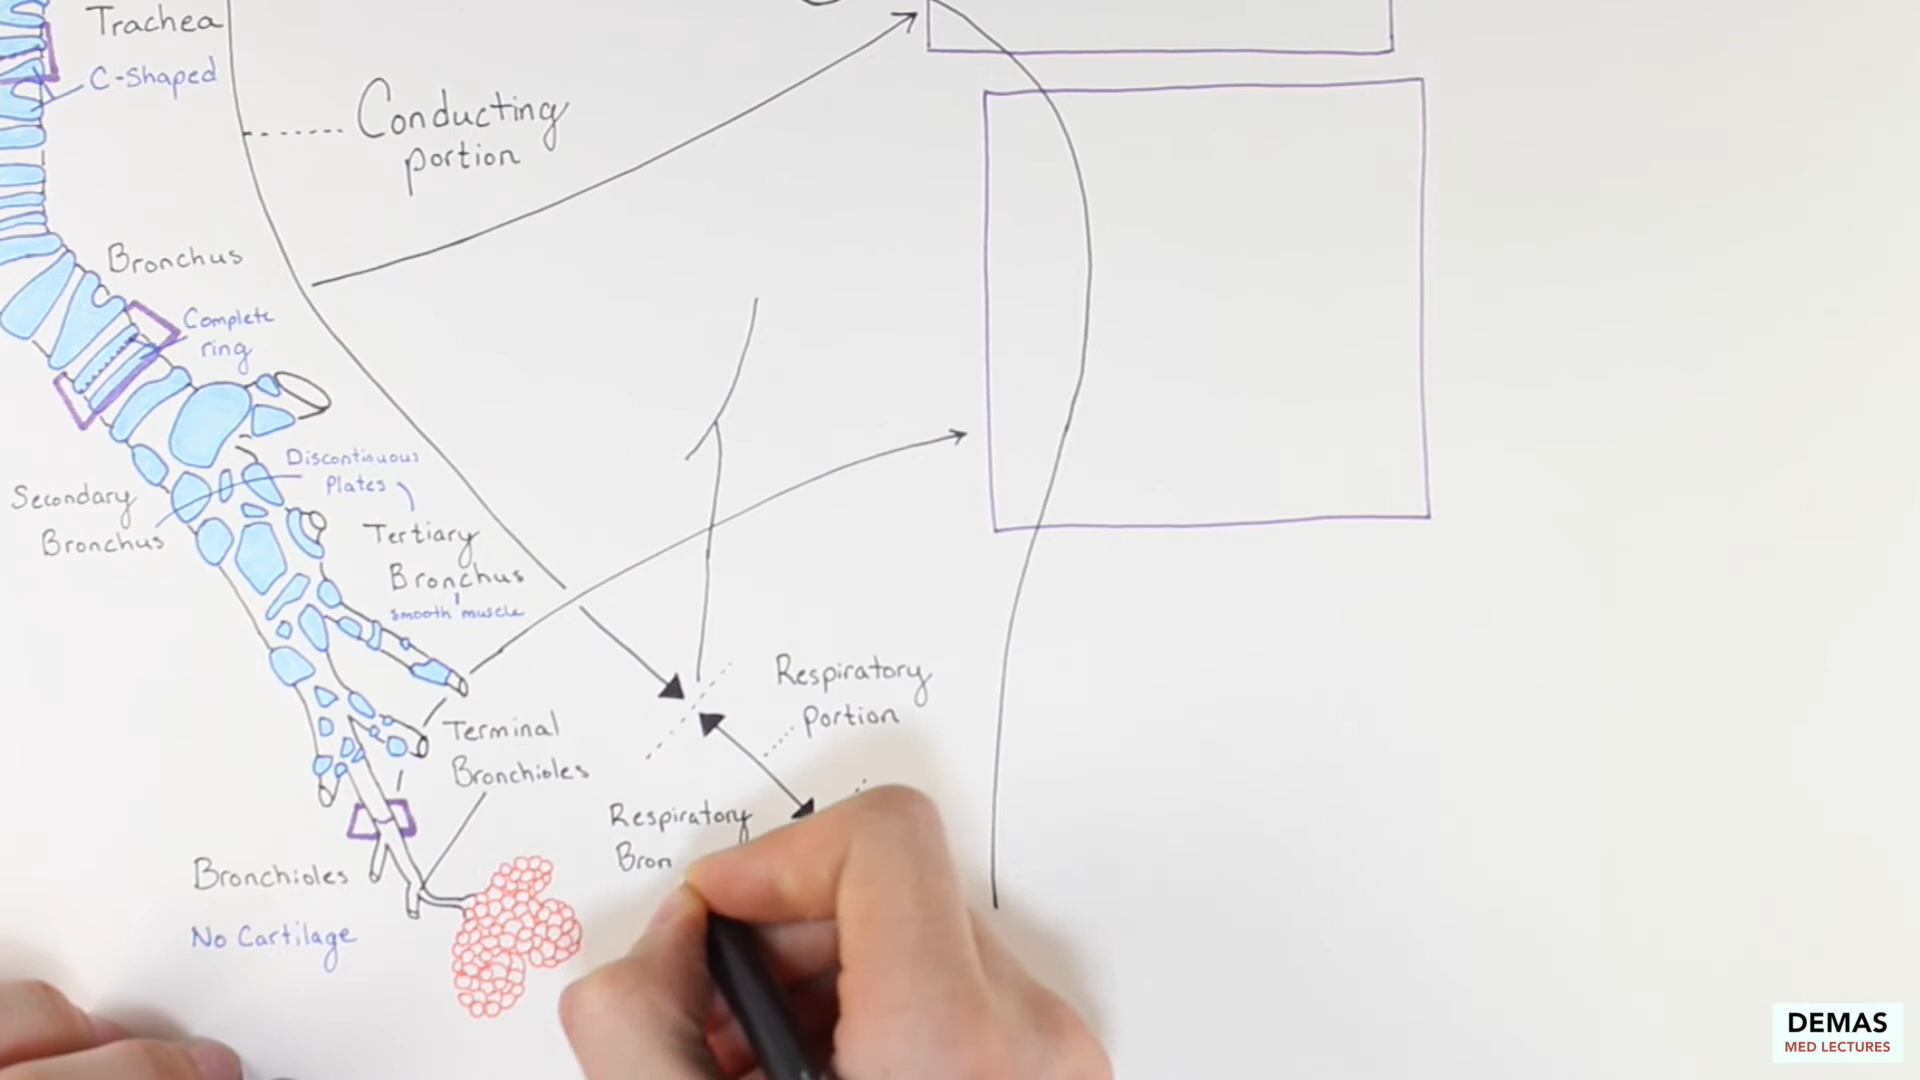 Trachea
C-Shaped
Conducting
portion
Bronchus
Complete
ring
Discontinuous
Plates
Secondary
Bronchus
Tertiary
Bronchus
Smooth muscle
Respiratory
Portion
Terminal
Bronchioles
Respiratory
Bron
Bronchioles
No Cartilage
DEMAS
MED LECTURES